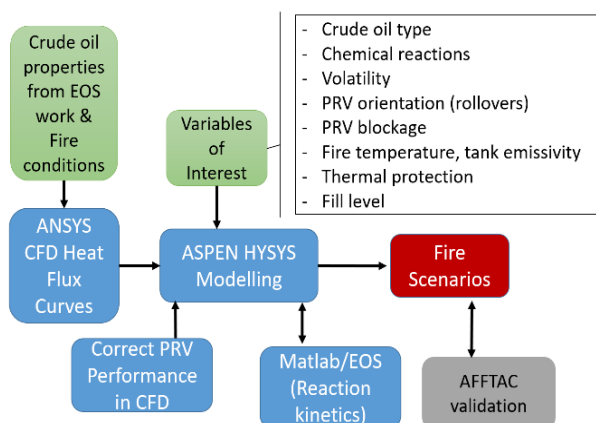 Crude oil
properties
from EOS
work &
Fire
conditions
Variables
of
Interest
- Crude oil type
- Chemical reactions
- Volatility
- PRV orientation (rollovers)
- PRV blockage
- Fire temperature, tank emissivity
- Thermal protection
- Fill level
ANSYS
CFD Heat
Flux
Curves
ASPEN HYSYS
Modelling
Fire
Scenarios
Correct PRV
Performance
in CFD
Matlab/EOS
(Reaction
kinetics)
AFFTAC
validation